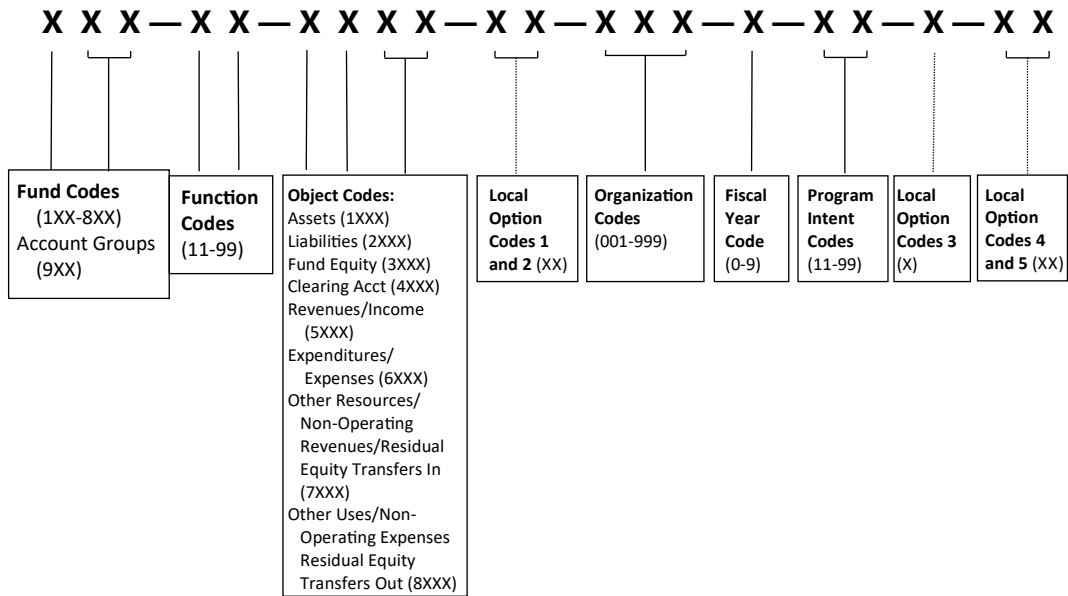 X X X — X X — X X X X — X X — X X X — X — X X — X — X X
Fund Codes
(1XX-8XX)
Account Groups
(9XX)
Function
Codes
(11-99)
Object Codes:
Assets (1XXX)
Liabilities (2XXX)
Fund Equity (3XXX)
Clearing Acct (4XXX)
Revenues/Income
(5XXX)
Expenditures/
Expenses (6XXX)
Other Resources/
Non-Operating
Revenues/Residual
Equity Transfers In
(7XXX)
Other Uses/Non-
Operating Expenses
Residual Equity
Transfers Out (8XXX)
Local
Option
Codes 1
and 2 (XX)
Organization
Codes
(001-999)
Fiscal
Year
Code
(0-9)
Program
Intent
Codes
(11-99)
Local
Option
Codes 3
(X)
Local
Option
Codes 4
and 5 (XX)